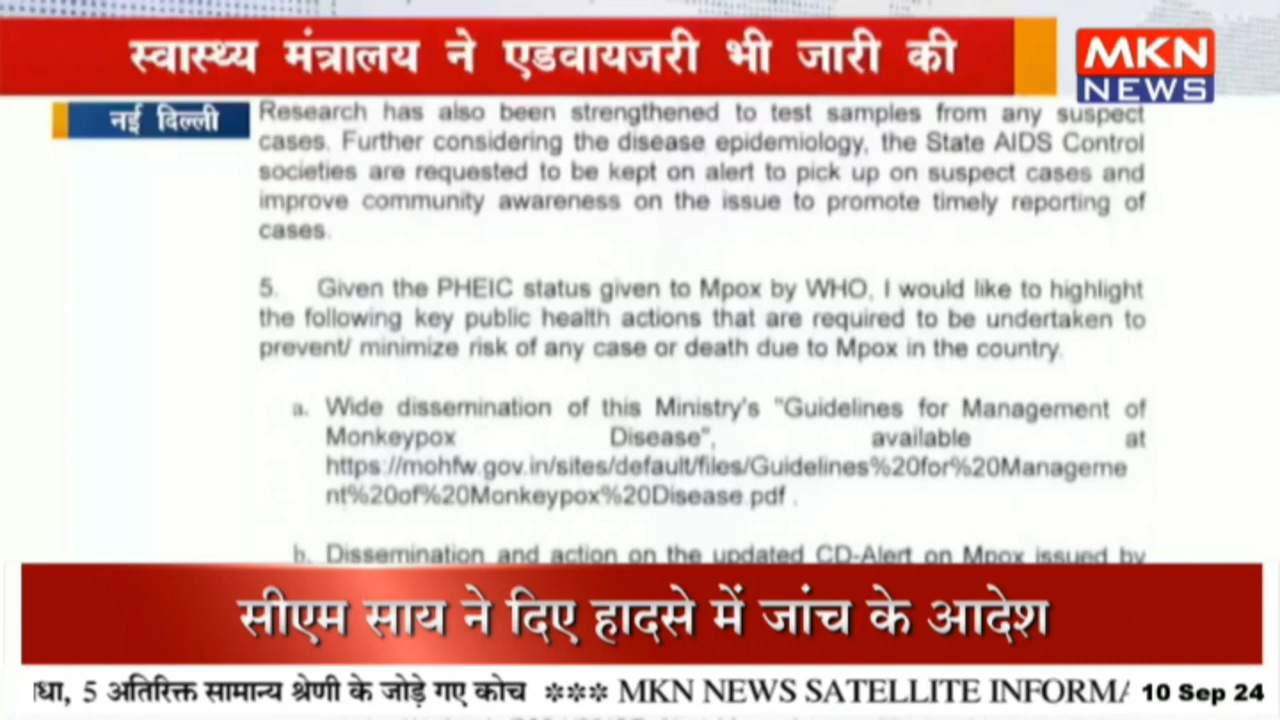 स्वास्थ्य मंत्रालय ने एडवायजरी भी जारी की
MKN
NEWS
नई दिल्ली
Research has also been strengthened to test samples from any suspect
cases. Further considering the disease epidemiology, the State AIDS Control
societies are requested to be kept on alert to pick up on suspect cases and
improve community awareness on the issue to promote timely reporting of
cases.
5. Given the PHEIC status given to Mpox by WHO, I would like to highlight
the following key public health actions that are required to be undertaken to
prevent/ minimize risk of any case or death due to Mpox in the country.
a. Wide dissemination of this Ministry's "Guidelines for Management of
Monkeypox Disease", available at
https://mohfw.gov.in/sites/default/files/Guidelines%20for%20Manageme
nt%20of%20Monkeypox%20Disease.pdf .
b. Dissemination and action on the updated CD-Alert on Mpox issued by
सीएम साय ने दिए हादसे में जांच के आदेश
धा, 5 अतिरिक्त सामान्य श्रेणी के जोड़े गए कोच *** MKN NEWS SATELLITE INFORMA 10 Sep 24